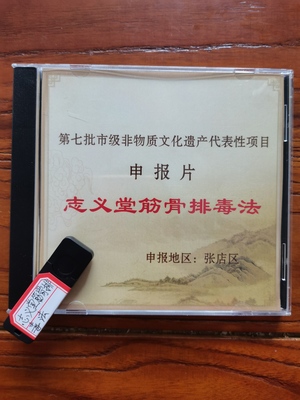 第七批市级非物质文化遗产代表性项目
申报片
志义堂筋骨排毒法
申报地区：张店区